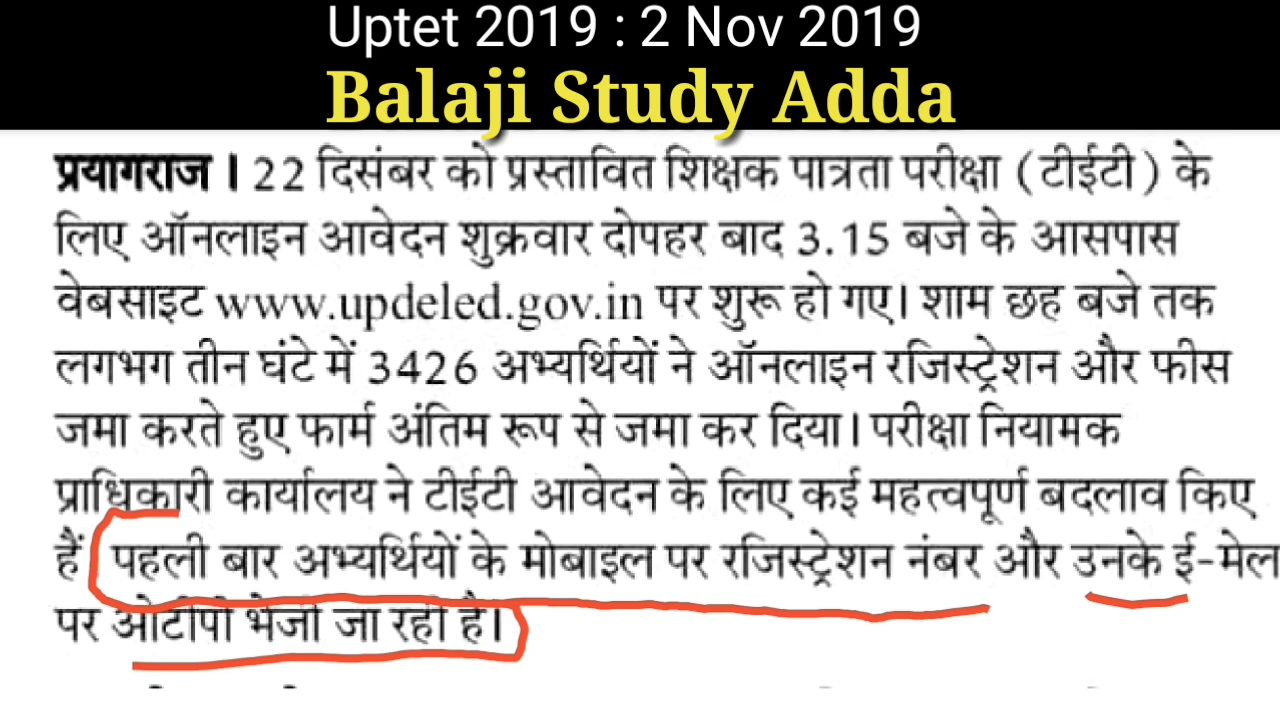 Uptet 2019 : 2 Nov 2019
Balaji Study Adda
प्रयागराज । 22 दिसंबर को प्रस्तावित शिक्षक पात्रता परीक्षा (टीईटी) के
लिए ऑनलाइन आवेदन शुक्रवार दोपहर बाद 3.15 बजे के आसपास
वेबसाइट www.updeled.gov.in पर शुरू हो गए। शाम छह बजे तक
लगभग तीन घंटे में 3426 अभ्यर्थियों ने ऑनलाइन रजिस्ट्रेशन और फीस
जमा करते हुए फार्म अंतिम रूप से जमा कर दिया। परीक्षा नियामक
प्राधिकारी कार्यालय ने टीईटी आवेदन के लिए कई महत्वपूर्ण बदलाव किए
हैं पहली बार अभ्यर्थियों के मोबाइल पर रजिस्ट्रेशन नंबर और उनके ई-मेल
पर ओटीपी भेजी जा रही है।